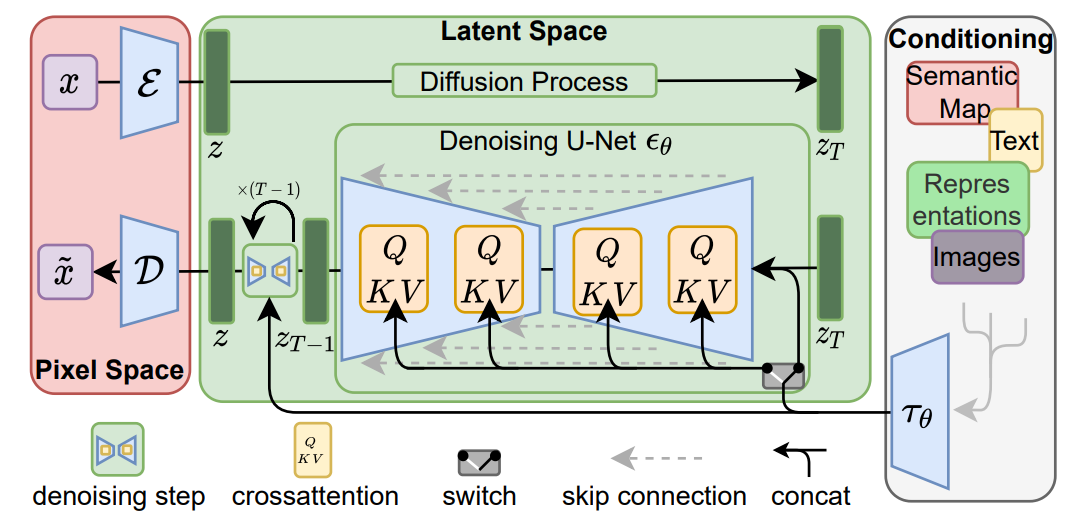 Latent Space
Conditioning
x
ℰ
z
Diffusion Process
z_T
Semantic
Map
Text
Repres
entations
Images
Denoising U-Net ϵ_θ
×(T − 1)
x̃
𝒟
z
z_{T−1}
Q
K V
Q
K V
Q
K V
Q
K V
z_T
Pixel Space
τ_θ
Q
K V
denoising step
crossattention
switch
skip connection
concat